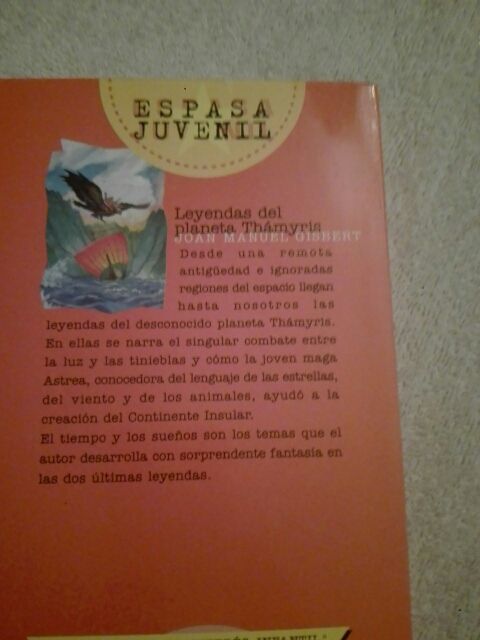 ESPASA
JUVENIL
Leyendas del
planeta Thámyris
JOAN MANUEL GISBERT
Desde una remota
antigüedad e ignoradas
regiones del espacio llegan
hasta nosotros las
leyendas del desconocido planeta Thámyris.
En ellas se narra el singular combate entre
la luz y las tinieblas y cómo la joven maga
Astrea, conocedora del lenguaje de las estrellas,
del viento y de los animales, ayudó a la
creación del Continente Insular.
El tiempo y los sueños son los temas que el
autor desarrolla con sorprendente fantasía en
las dos últimas leyendas.
INFANTIL